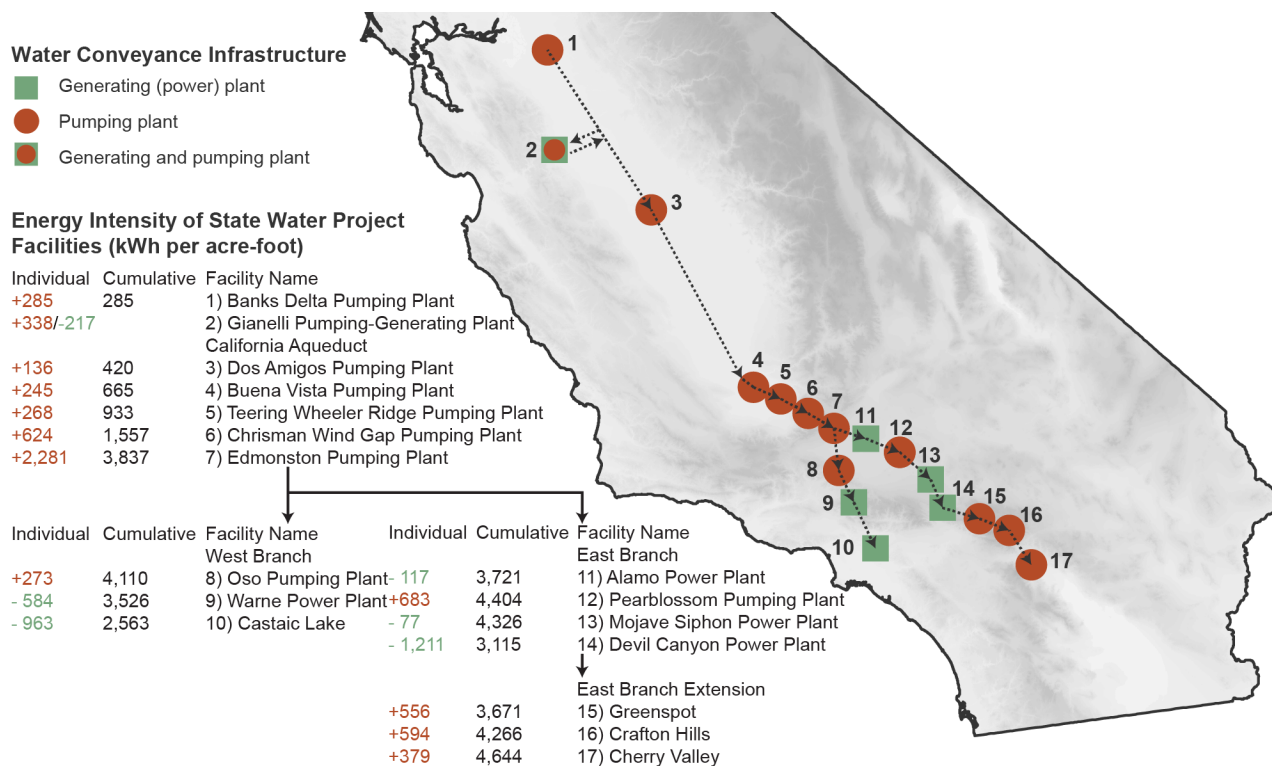 Water Conveyance Infrastructure
Generating (power) plant
Pumping plant
Generating and pumping plant
Energy Intensity of State Water Project
Facilities (kWh per acre-foot)
Individual Cumulative Facility Name
+285 285 1) Banks Delta Pumping Plant
+338/-217 2) Gianelli Pumping-Generating Plant
California Aqueduct
+136 420 3) Dos Amigos Pumping Plant
+245 665 4) Buena Vista Pumping Plant
+268 933 5) Teering Wheeler Ridge Pumping Plant
+624 1,557 6) Chrisman Wind Gap Pumping Plant
+2,281 3,837 7) Edmonston Pumping Plant
Individual Cumulative Facility Name
West Branch
+273 4,110 8) Oso Pumping Plant
- 584 3,526 9) Warne Power Plant
- 963 2,563 10) Castaic Lake
Individual Cumulative Facility Name
East Branch
- 117 3,721 11) Alamo Power Plant
+683 4,404 12) Pearblossom Pumping Plant
- 77 4,326 13) Mojave Siphon Power Plant
- 1,211 3,115 14) Devil Canyon Power Plant
East Branch Extension
+556 3,671 15) Greenspot
+594 4,266 16) Crafton Hills
+379 4,644 17) Cherry Valley
1
2
3
4
5
6
7
8
9
10
11
12
13
14
15
16
17